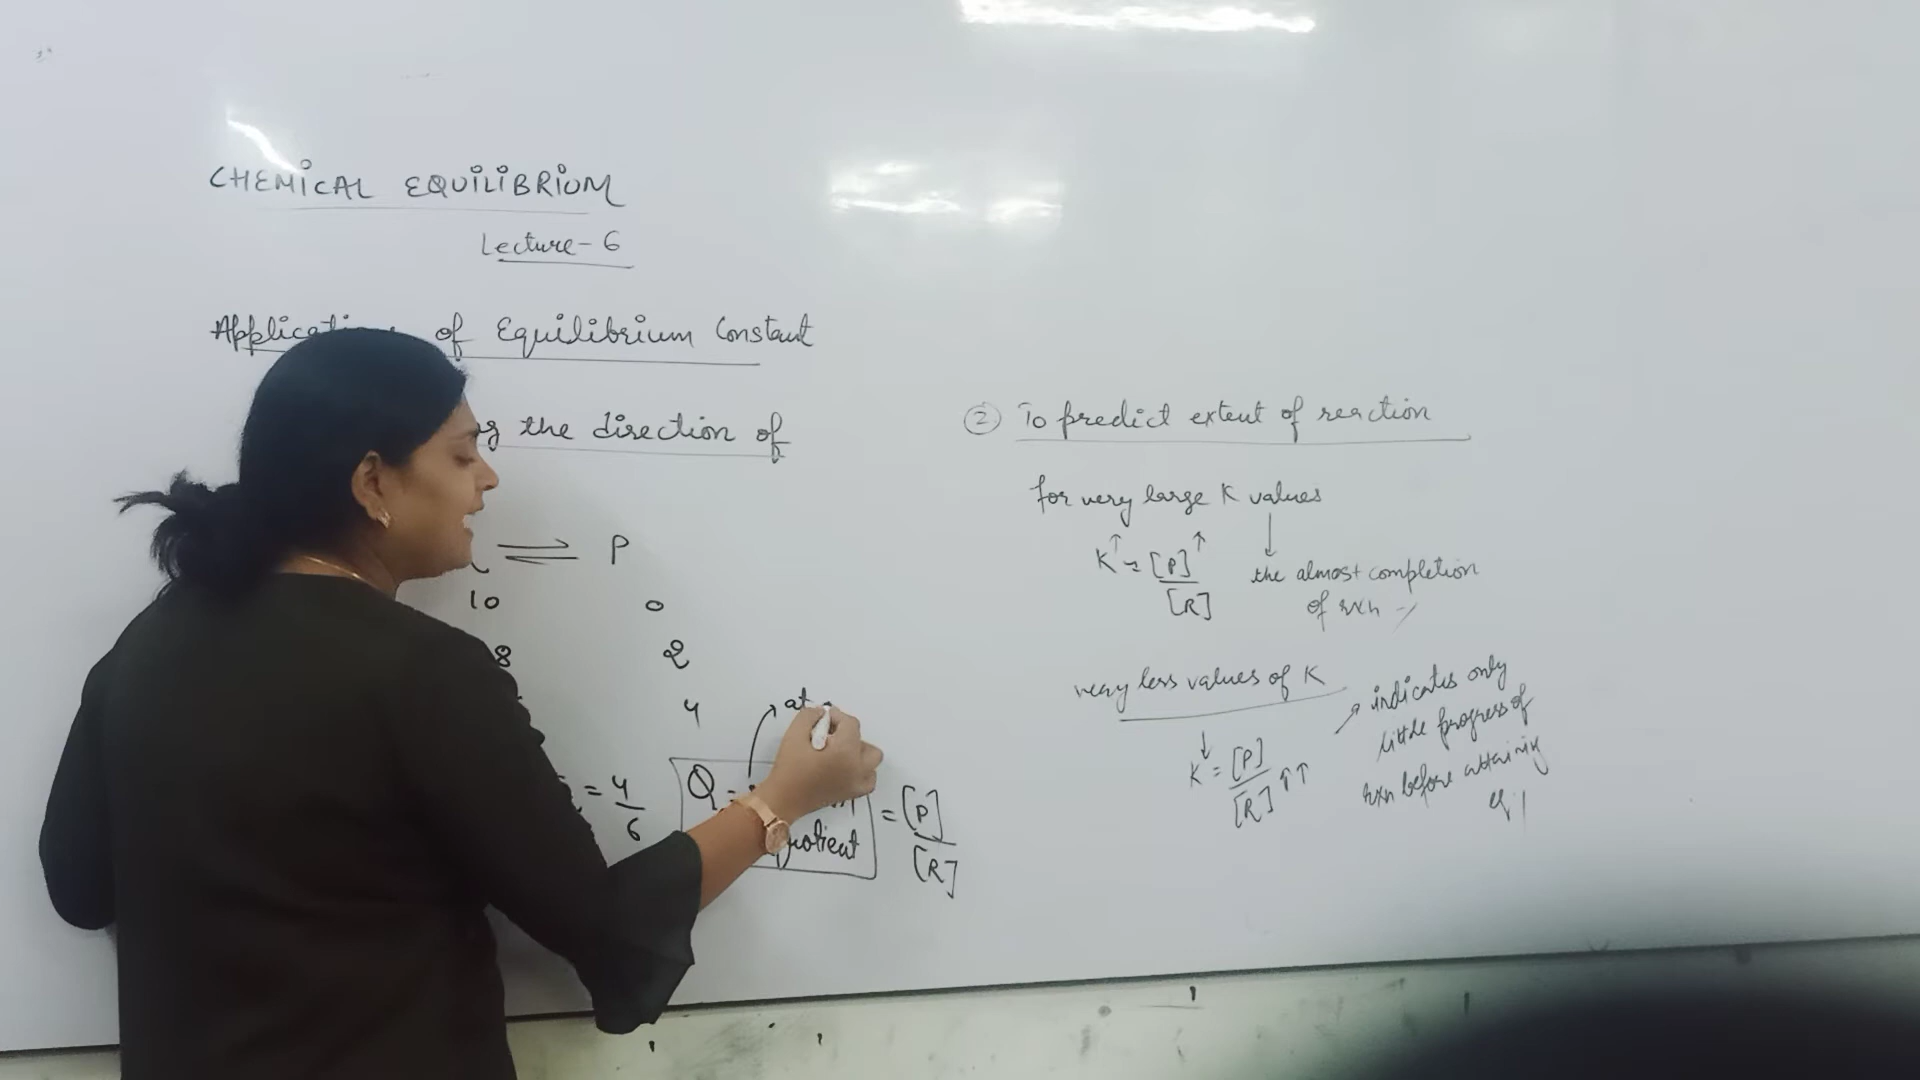 CHEMICAL EQUILIBRIUM
Lecture-6
of Equilibrium Constant
the direction of
⇌ P
10 0
8 2
4
= 4/6
Q =
quotient
= [P]/[R]
at
② To predict extent of reaction
for very large K values
K↑ = [P]↑/[R]
the almost completion
of rxn
very less values of K
K↓ = [P]/[R]↑↑
indicates only
little progress of
rxn before attaining